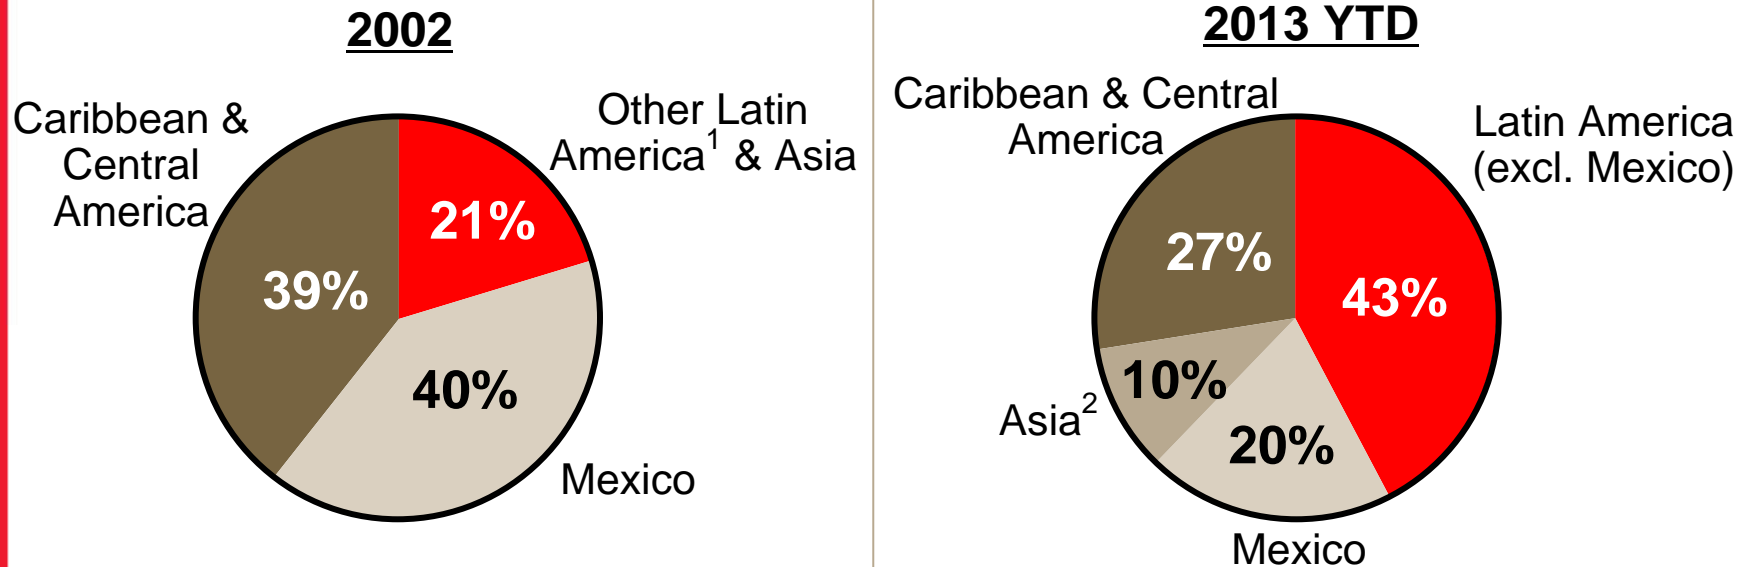 2002
Caribbean &
Central
America
Other Latin
America1 & Asia
21%
39%
40%
Mexico
2013 YTD
Caribbean & Central
America
Latin America
(excl. Mexico)
27%
43%
10%
Asia2
20%
Mexico